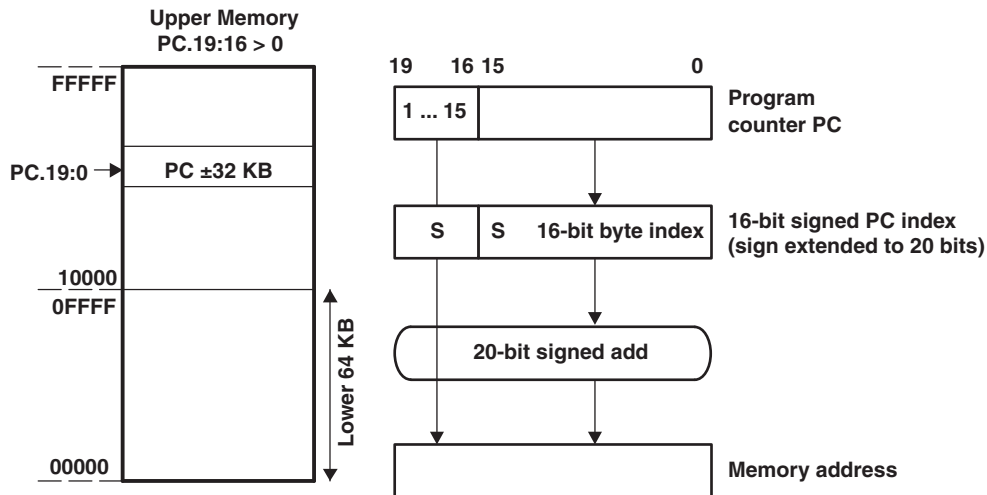 Upper Memory
PC.19:16 > 0
FFFFF
PC.19:0
PC ±32 KB
10000
0FFFF
Lower 64 KB
00000
19 16 15 0
1 ... 15
Program
counter PC
S S 16-bit byte index
16-bit signed PC index
(sign extended to 20 bits)
20-bit signed add
Memory address